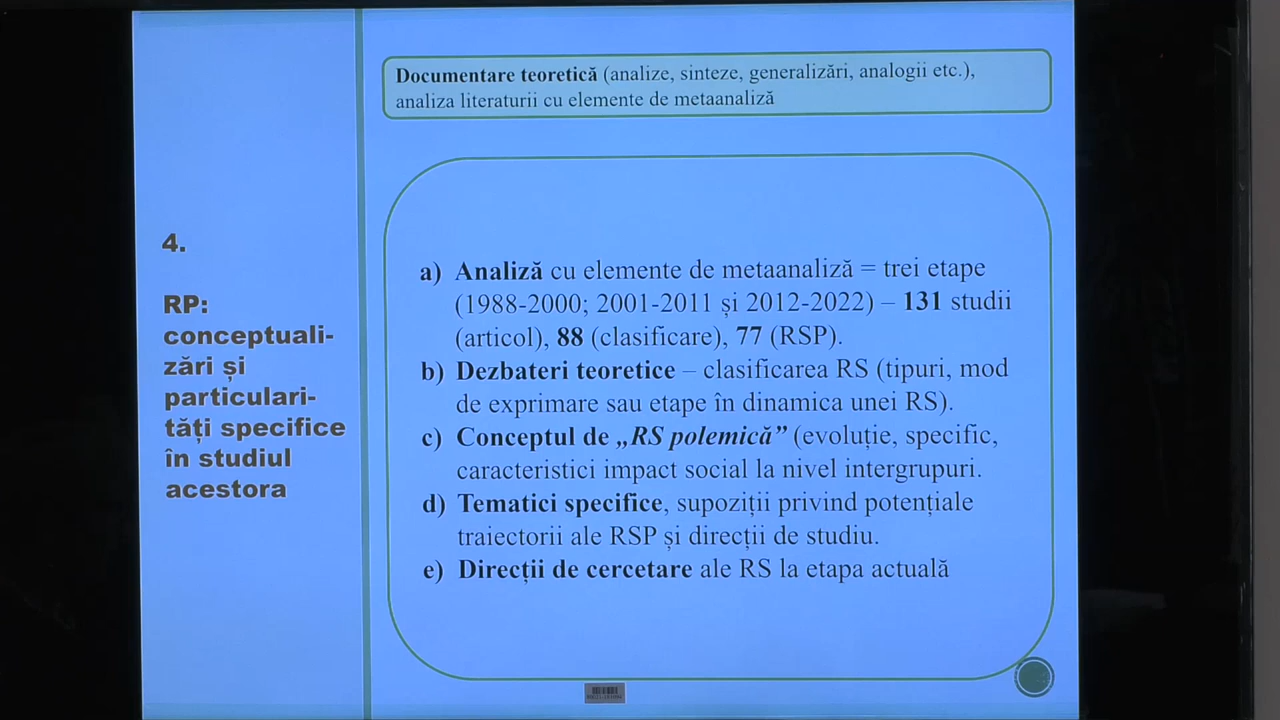 4.
RP:
conceptuali-
zări și
particulari-
tăți specifice
în studiul
acestora
Documentare teoretică (analize, sinteze, generalizări, analogii etc.),
analiza literaturii cu elemente de metaanaliză
a) Analiză cu elemente de metaanaliză = trei etape
(1988-2000; 2001-2011 și 2012-2022) – 131 studii
(articol), 88 (clasificare), 77 (RSP).
b) Dezbateri teoretice – clasificarea RS (tipuri, mod
de exprimare sau etape în dinamica unei RS).
c) Conceptul de „RS polemică” (evoluție, specific,
caracteristici impact social la nivel intergrupuri.
d) Tematici specifice, supoziții privind potențiale
traiectorii ale RSP și direcții de studiu.
e) Direcții de cercetare ale RS la etapa actuală